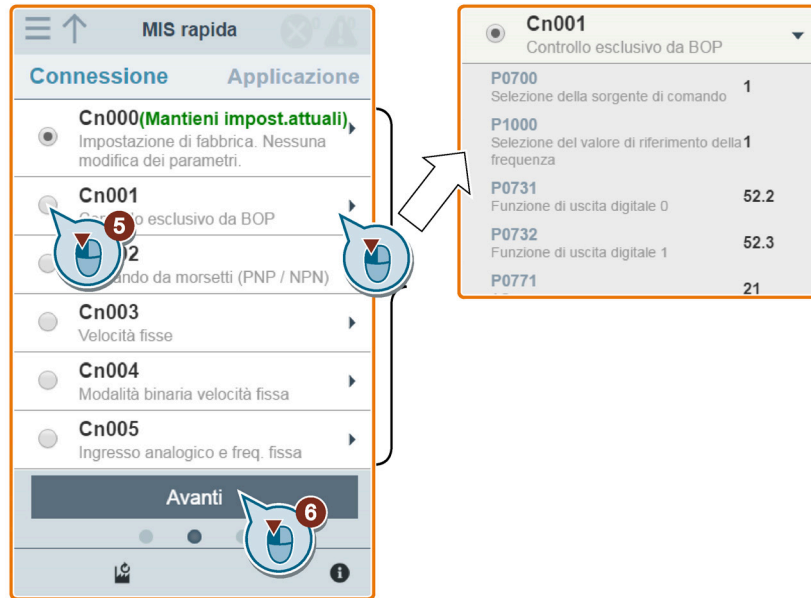 MIS rapida
Connessione Applicazione
Cn000(Mantieni impost.attuali)
Impostazione di fabbrica. Nessuna
modifica dei parametri.
Cn001
o esclusivo da BOP
5
02
ando da morsetti (PNP / NPN)
Cn003
Velocità fisse
Cn004
Modalità binaria velocità fissa
Cn005
Ingresso analogico e freq. fissa
Avanti
6
Cn001
Controllo esclusivo da BOP
P0700
Selezione della sorgente di comando 1
P1000
Selezione del valore di riferimento della 1
frequenza
P0731
Funzione di uscita digitale 0 52.2
P0732
Funzione di uscita digitale 1 52.3
P0771
21